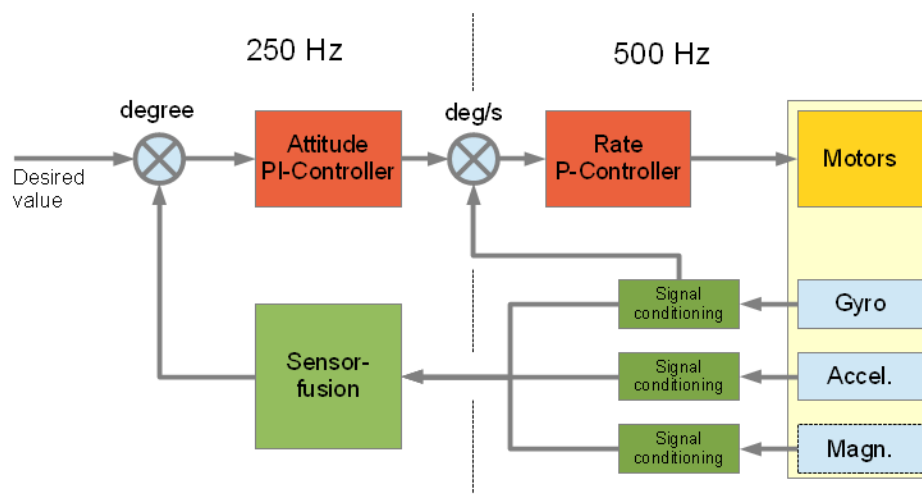 250 Hz
500 Hz
degree
deg/s
Desired
value
Attitude
PI-Controller
Rate
P-Controller
Motors
Signal
conditioning
Gyro
Sensor-
fusion
Signal
conditioning
Accel.
Signal
conditioning
Magn.